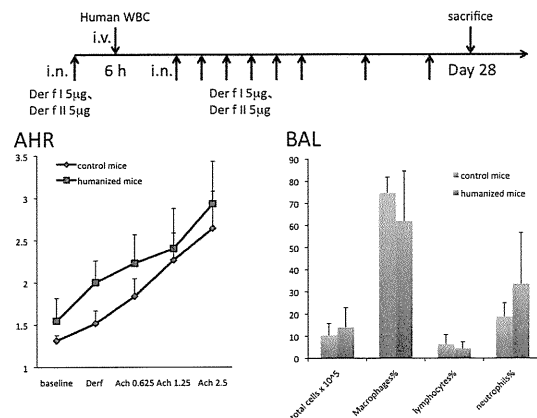 Human WBC
sacrifice
i.v.
i.n.
6 h
i.n.
Day 28
Der f I 5μg、
Der f II 5μg
Der f I 5μg、
Der f II 5μg
AHR
3.5
3
2.5
2
1.5
1
control mice
humanized mice
baseline
Derf
Ach 0.625
Ach 1.25
Ach 2.5
BAL
90
80
70
60
50
40
30
20
10
0
control mice
humanized mice
total cells x 10^5
Macrophages%
lymphocytes%
neutrophils%